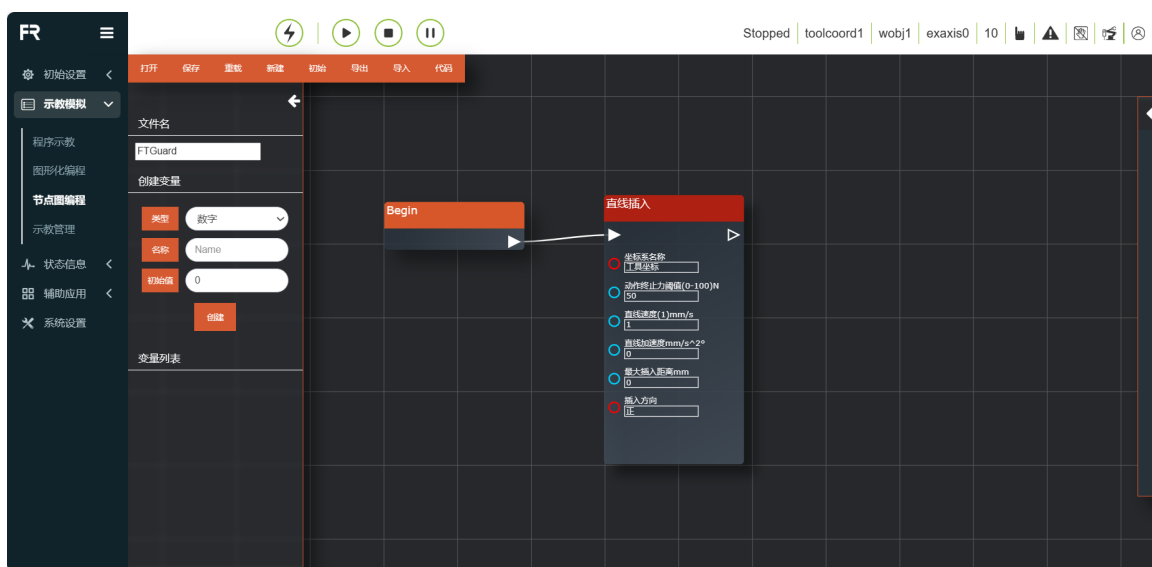 FR
Stopped toolcoord1 wobj1 exaxis0 10
打开 保存 重载 新建 初始 导出 导入 代码
初始设置
示教模拟
程序示教
图形化编程
节点图编程
示教管理
状态信息
辅助应用
系统设置
文件名
FTGuard
创建变量
类型 数字
名称 Name
初始值 0
创建
变量列表
Begin
直线插入
坐标系名称
工具坐标
动作终止力阈值(0-100)N
50
直线速度(1)mm/s
1
直线加速度mm/s^2°
0
最大插入距离mm
0
插入方向
正